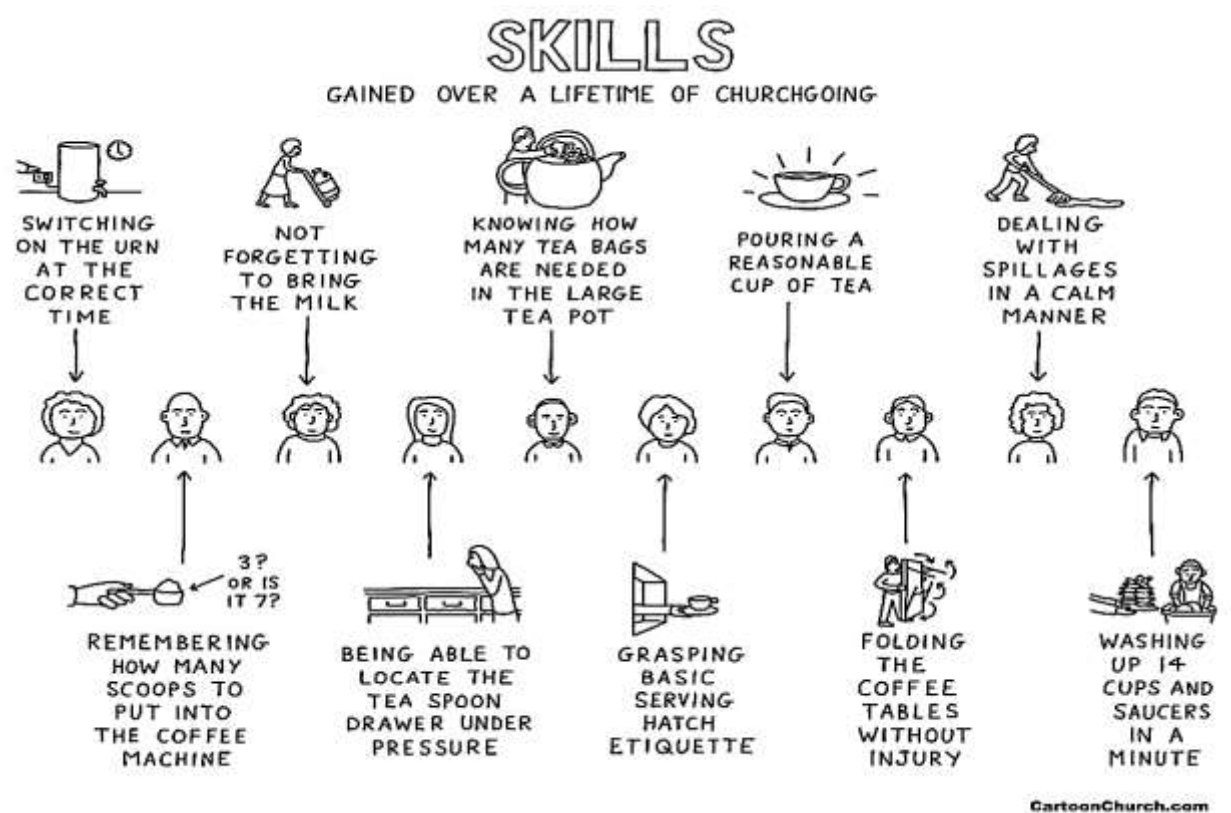 SKILLS
GAINED OVER A LIFETIME OF CHURCHGOING
SWITCHING
ON THE URN
AT THE
CORRECT
TIME
NOT
FORGETTING
TO BRING
THE MILK
KNOWING HOW
MANY TEA BAGS
ARE NEEDED
IN THE LARGE
TEA POT
POURING A
REASONABLE
CUP OF TEA
DEALING
WITH
SPILLAGES
IN A CALM
MANNER
3?
OR IS
IT 7?
REMEMBERING
HOW MANY
SCOOPS TO
PUT INTO
THE COFFEE
MACHINE
BEING ABLE TO
LOCATE THE
TEA SPOON
DRAWER UNDER
PRESSURE
GRASPING
BASIC
SERVING
HATCH
ETIQUETTE
FOLDING
THE
COFFEE
TABLES
WITHOUT
INJURY
WASHING
UP 14
CUPS AND
SAUCERS
IN A
MINUTE
CartoonChurch.com